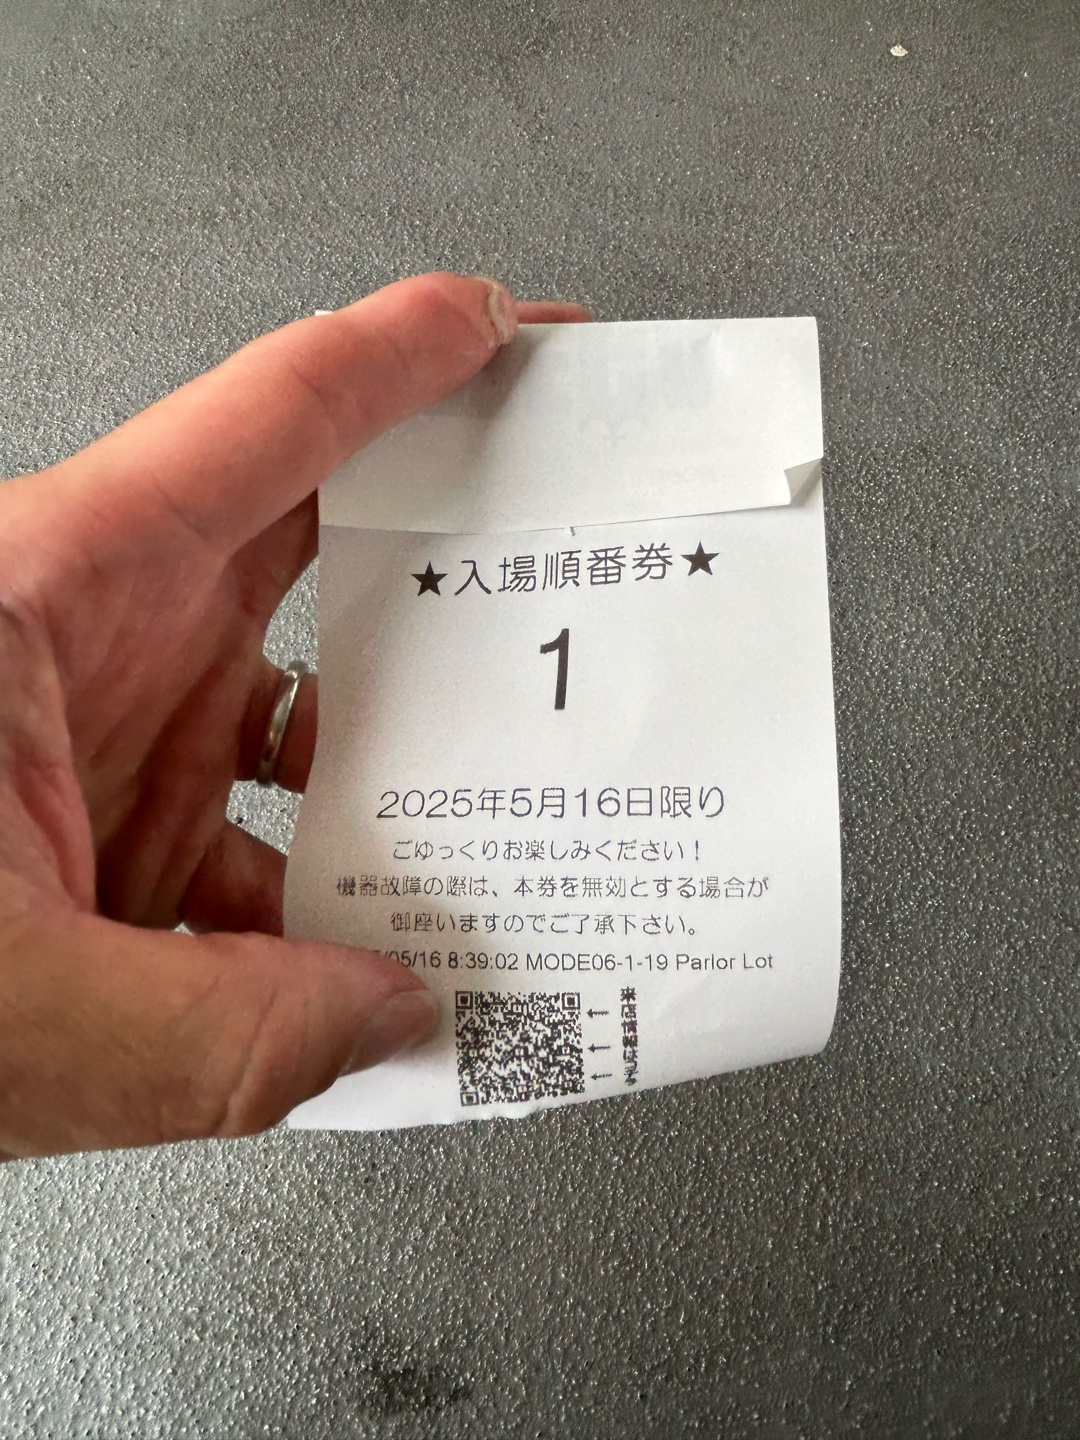 ★入場順番券★
1
2025年5月16日限り
ごゆっくりお楽しみください！
機器故障の際は、本券を無効とする場合が
御座いますのでご了承下さい。
/05/16 8:39:02 MODE06-1-19 Parlor Lot
← ← ←